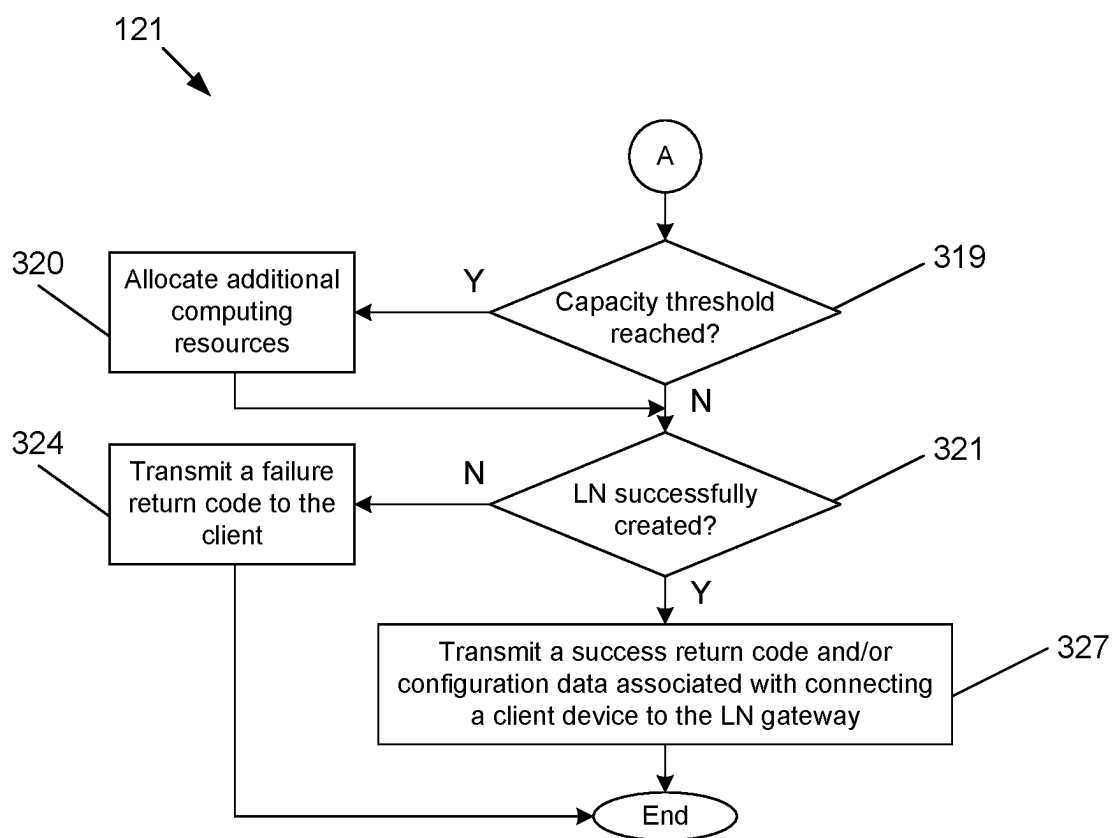 121
A
320
Allocate additional
computing
resources
Y
Capacity threshold
reached?
319
N
324
Transmit a failure
return code to the
client
N
LN successfully
created?
321
Y
Transmit a success return code and/or
configuration data associated with connecting
a client device to the LN gateway
327
End